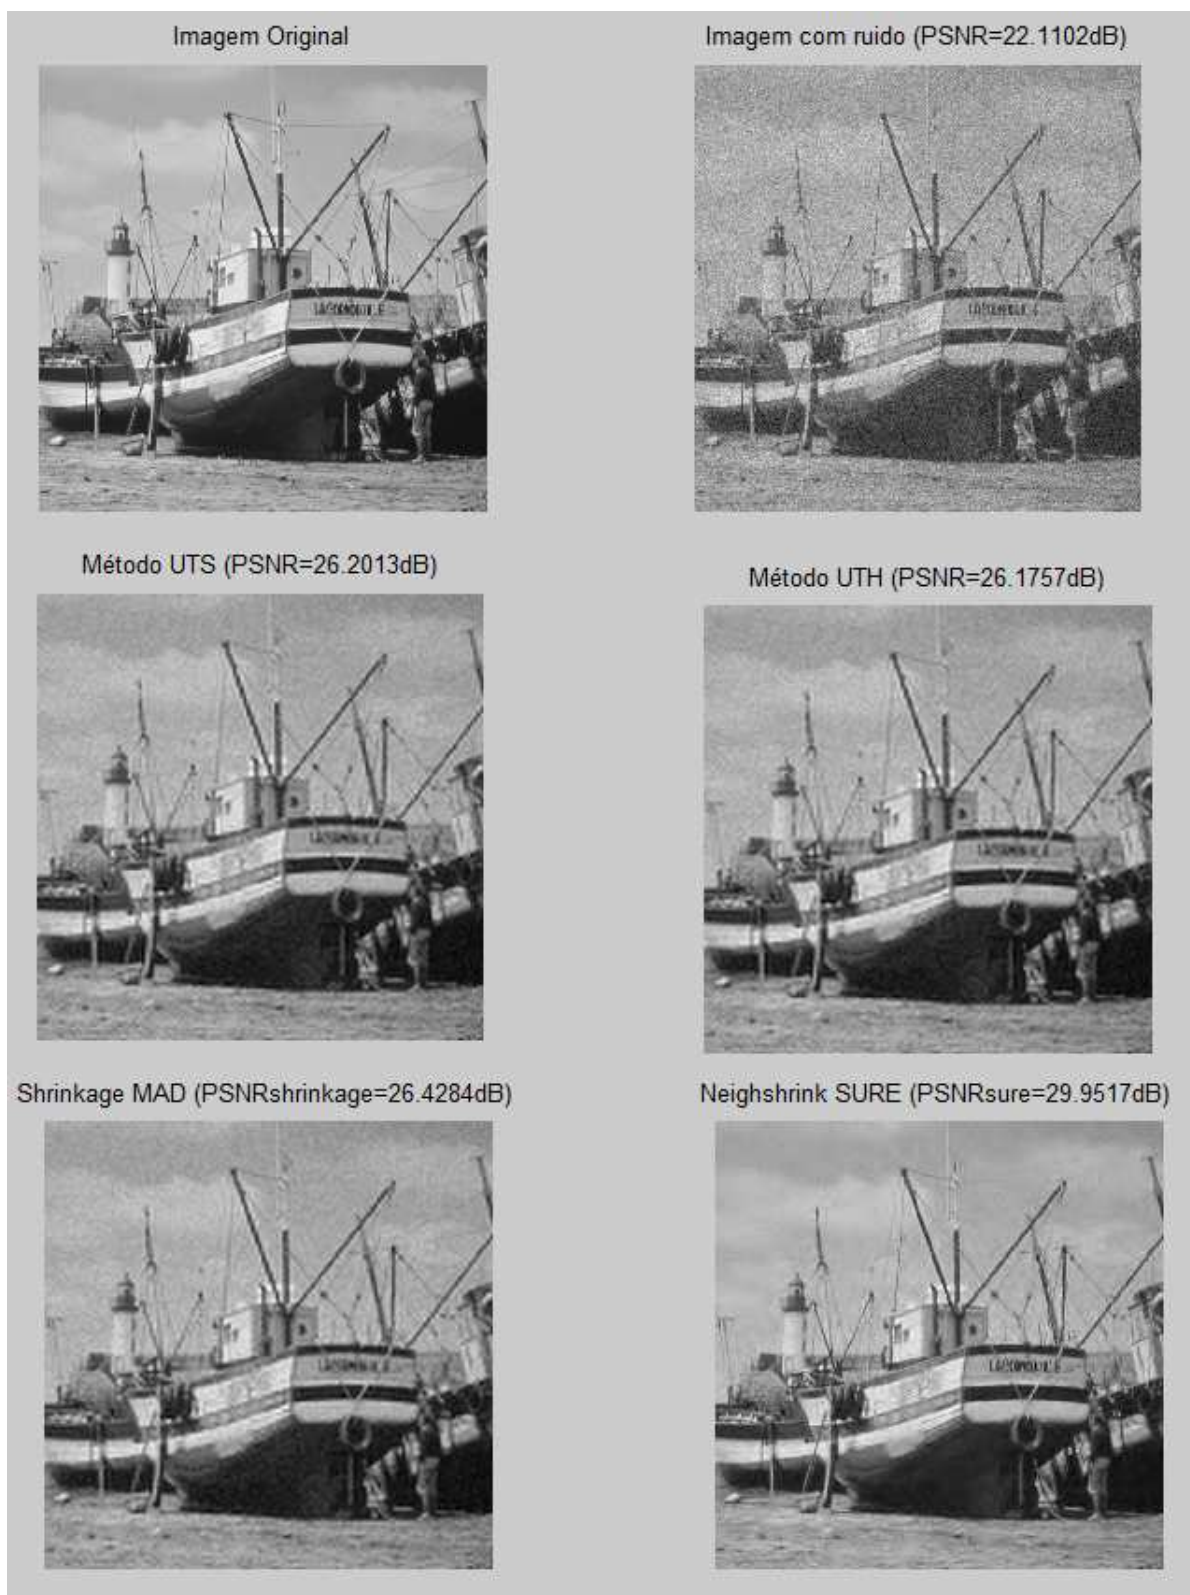 Imagem Original
Imagem com ruido (PSNR=22.1102dB)
Método UTS (PSNR=26.2013dB)
Método UTH (PSNR=26.1757dB)
Shrinkage MAD (PSNRshrinkage=26.4284dB)
Neighshrink SURE (PSNRsure=29.9517dB)